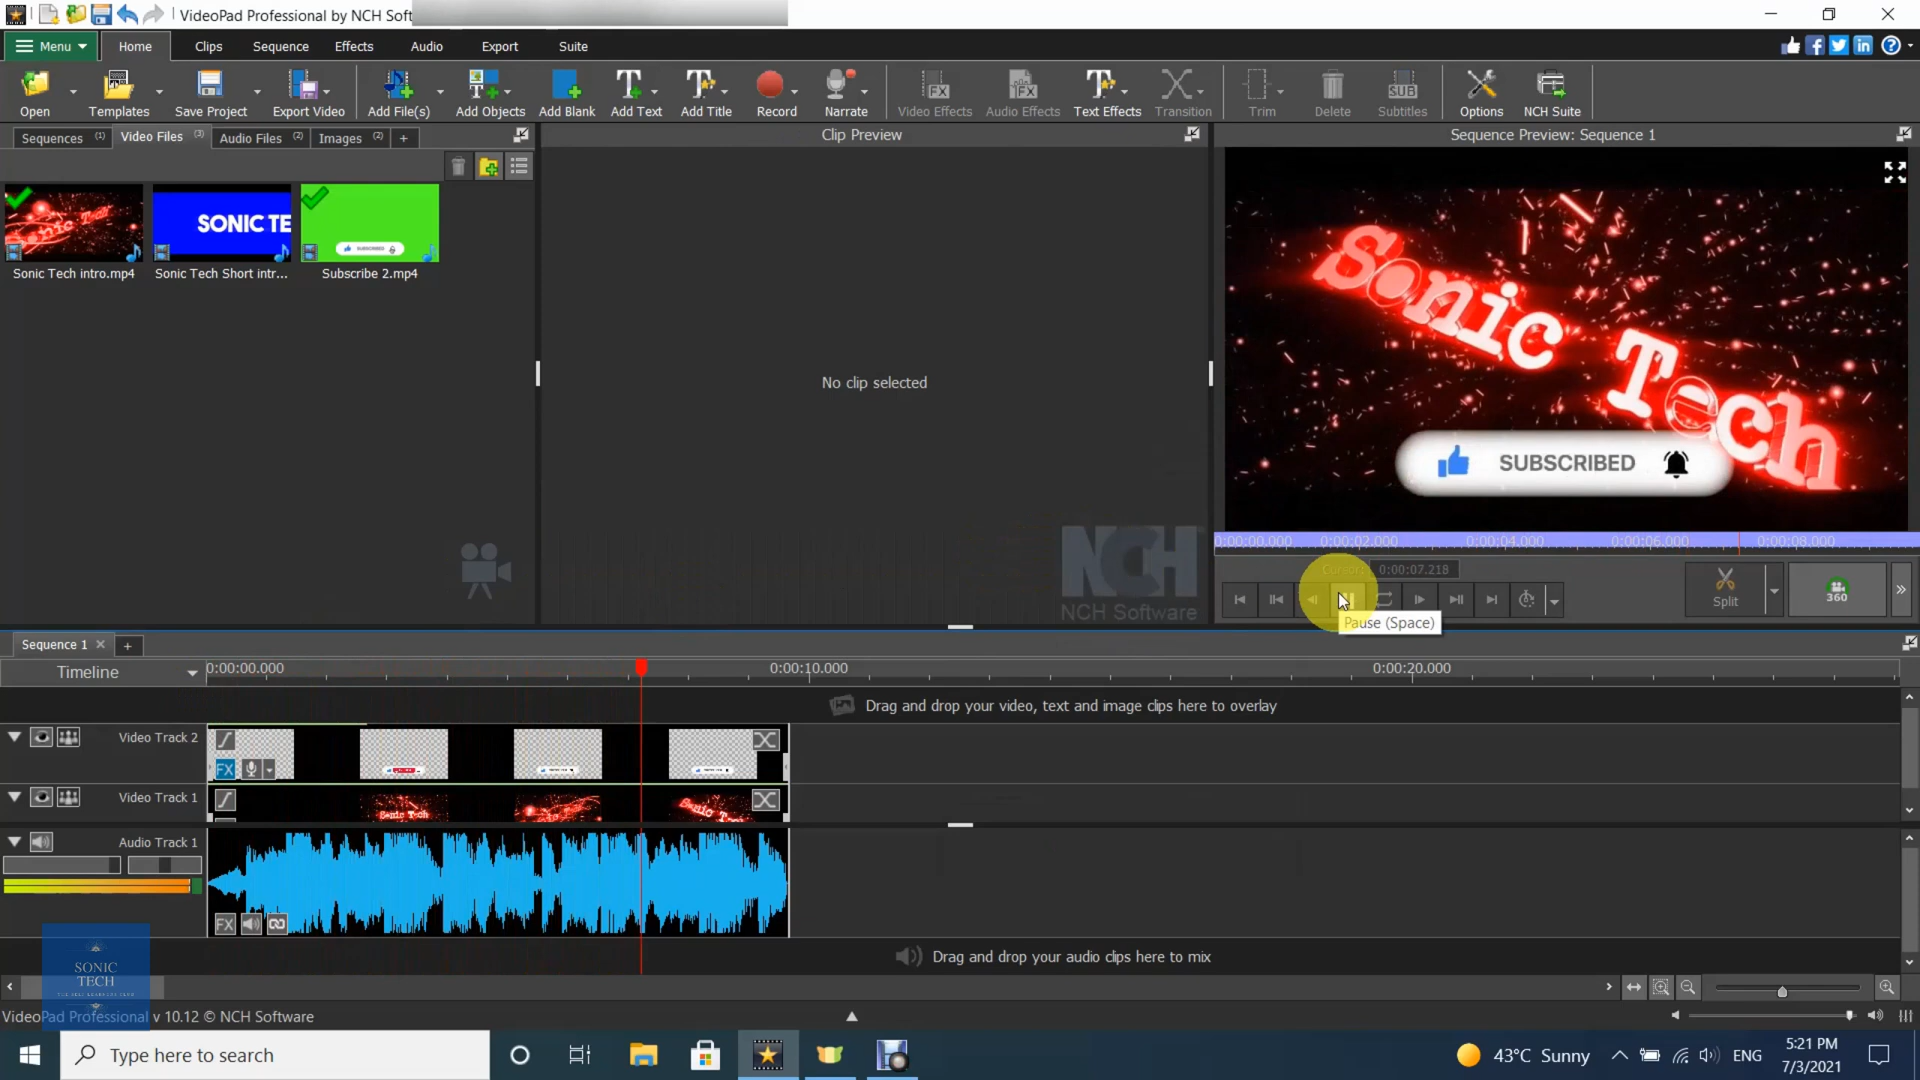 VideoPad Professional by NCH Soft
Menu Home Clips Sequence Effects Audio Export Suite
Open Templates Save Project Export Video Add File(s) Add Objects Add Blank Add Text Add Title Record Narrate Video Effects Audio Effects Text Effects Transition Trim Delete Subtitles Options NCH Suite
Sequences (1) Video Files (3) Audio Files (2) Images (2) +
Clip Preview
Sequence Preview: Sequence 1
SONIC TE
SUBSCRIBED
Sonic Tech intro.mp4 Sonic Tech Short intr... Subscribe 2.mp4
No clip selected
Sonic Tech
SUBSCRIBED
NCH
NCH Software
0:00:00.000 0:00:02.000 0:00:04.000 0:00:06.000 0:00:08.000
Cursor: 0:00:07.218
Split
360
Pause (Space)
Sequence 1
Timeline
0:00:00.000 0:00:10.000 0:00:20.000
Drag and drop your video, text and image clips here to overlay
Video Track 2
FX
Video Track 1
Sonic Tech
Audio Track 1
FX
SONIC
TECH
Drag and drop your audio clips here to mix
VideoPad Professional v 10.12 © NCH Software
Type here to search
43°C Sunny
ENG
5:21 PM
7/3/2021